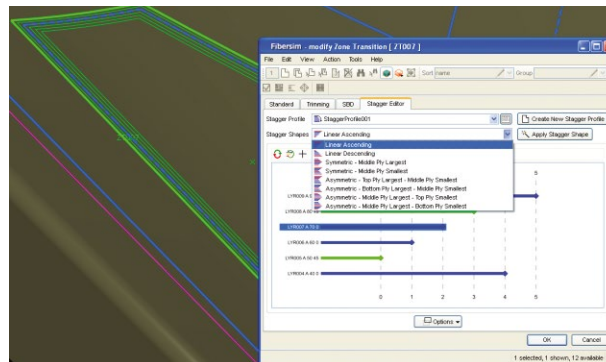 Fibersim - modify Zone Transition [ ZT007 ]
File Edit View Action Tools Help
Sort name Group
Standard Trimming SBD Stagger Editor
Stagger Profile StaggerProfile001 Create New Stagger Profile
Stagger Shapes Linear Ascending Apply Stagger Shape
Linear Ascending
Linear Descending
Symmetric - Middle Ply Largest
Symmetric - Middle Ply Smallest
Asymmetric - Top Ply Largest - Middle Ply Smallest
Asymmetric - Bottom Ply Largest - Middle Ply Smallest
Asymmetric - Middle Ply Largest - Top Ply Smallest
Asymmetric - Middle Ply Largest - Bottom Ply Smallest
5
0 1 2 3 4 5
Options
OK Cancel
1 selected, 1 shown, 12 available